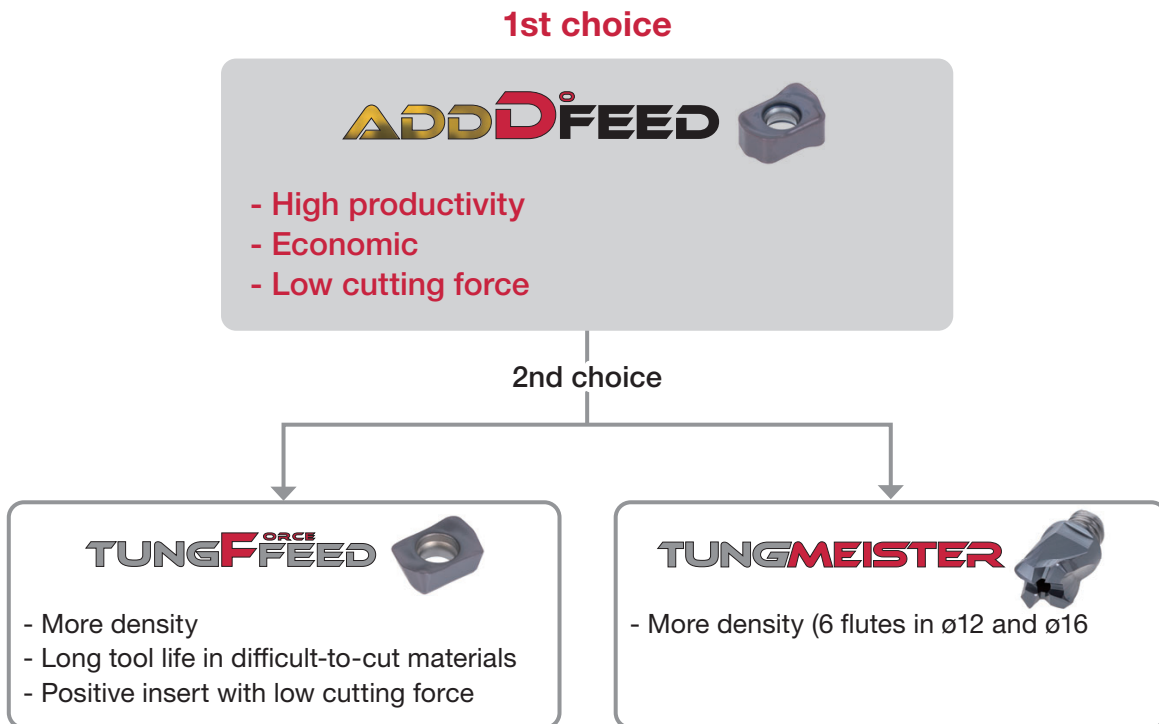 1st choice
ADDDoFEED
- High productivity
- Economic
- Low cutting force
2nd choice
TUNGFORCEFEED
- More density
- Long tool life in difficult-to-cut materials
- Positive insert with low cutting force
TUNGMEISTER
- More density (6 flutes in ø12 and ø16